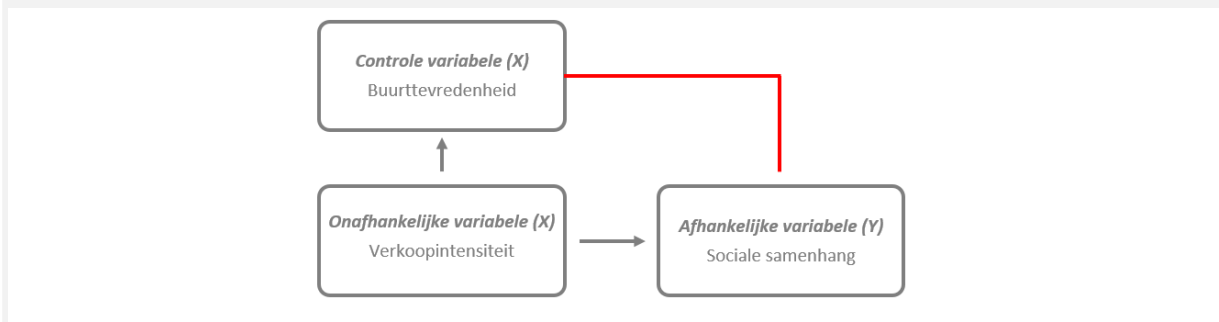 Controle variabele (X)
Buurttevredenheid
Onafhankelijke variabele (X)
Verkoopintensiteit
Afhankelijke variabele (Y)
Sociale samenhang